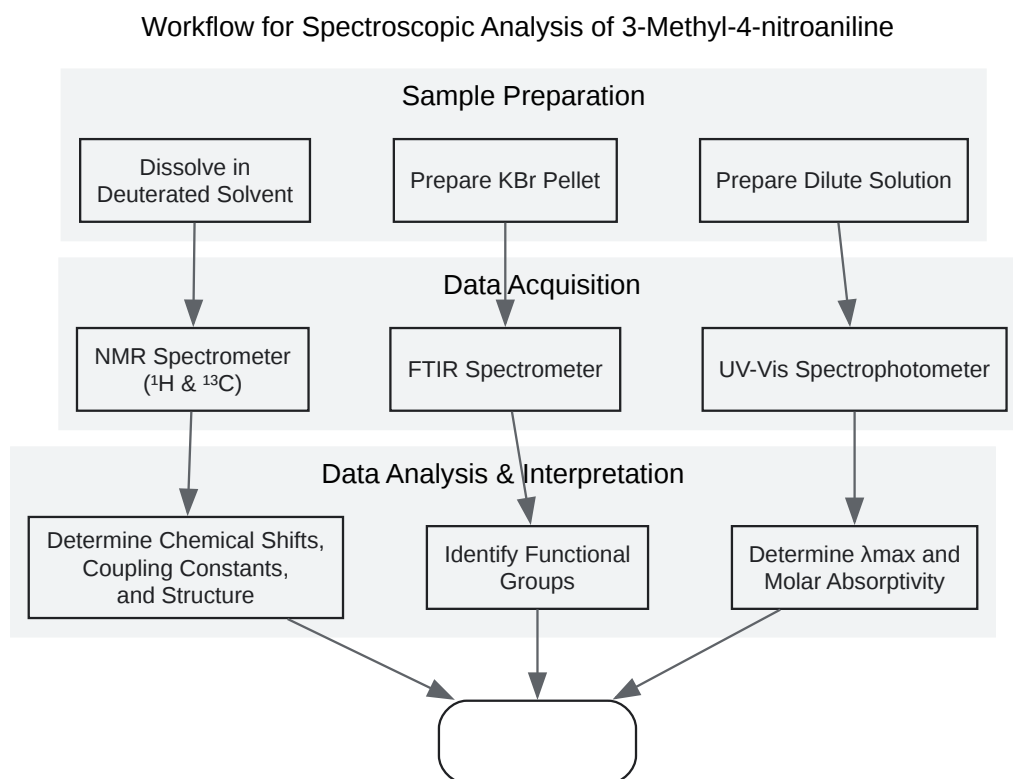 Workflow for Spectroscopic Analysis of 3-Methyl-4-nitroaniline
Sample Preparation
Dissolve in
Deuterated Solvent
Prepare KBr Pellet
Prepare Dilute Solution
Data Acquisition
NMR Spectrometer
(¹H & ¹³C)
FTIR Spectrometer
UV-Vis Spectrophotometer
Data Analysis & Interpretation
Determine Chemical Shifts,
Coupling Constants,
and Structure
Identify Functional
Groups
Determine λmax and
Molar Absorptivity